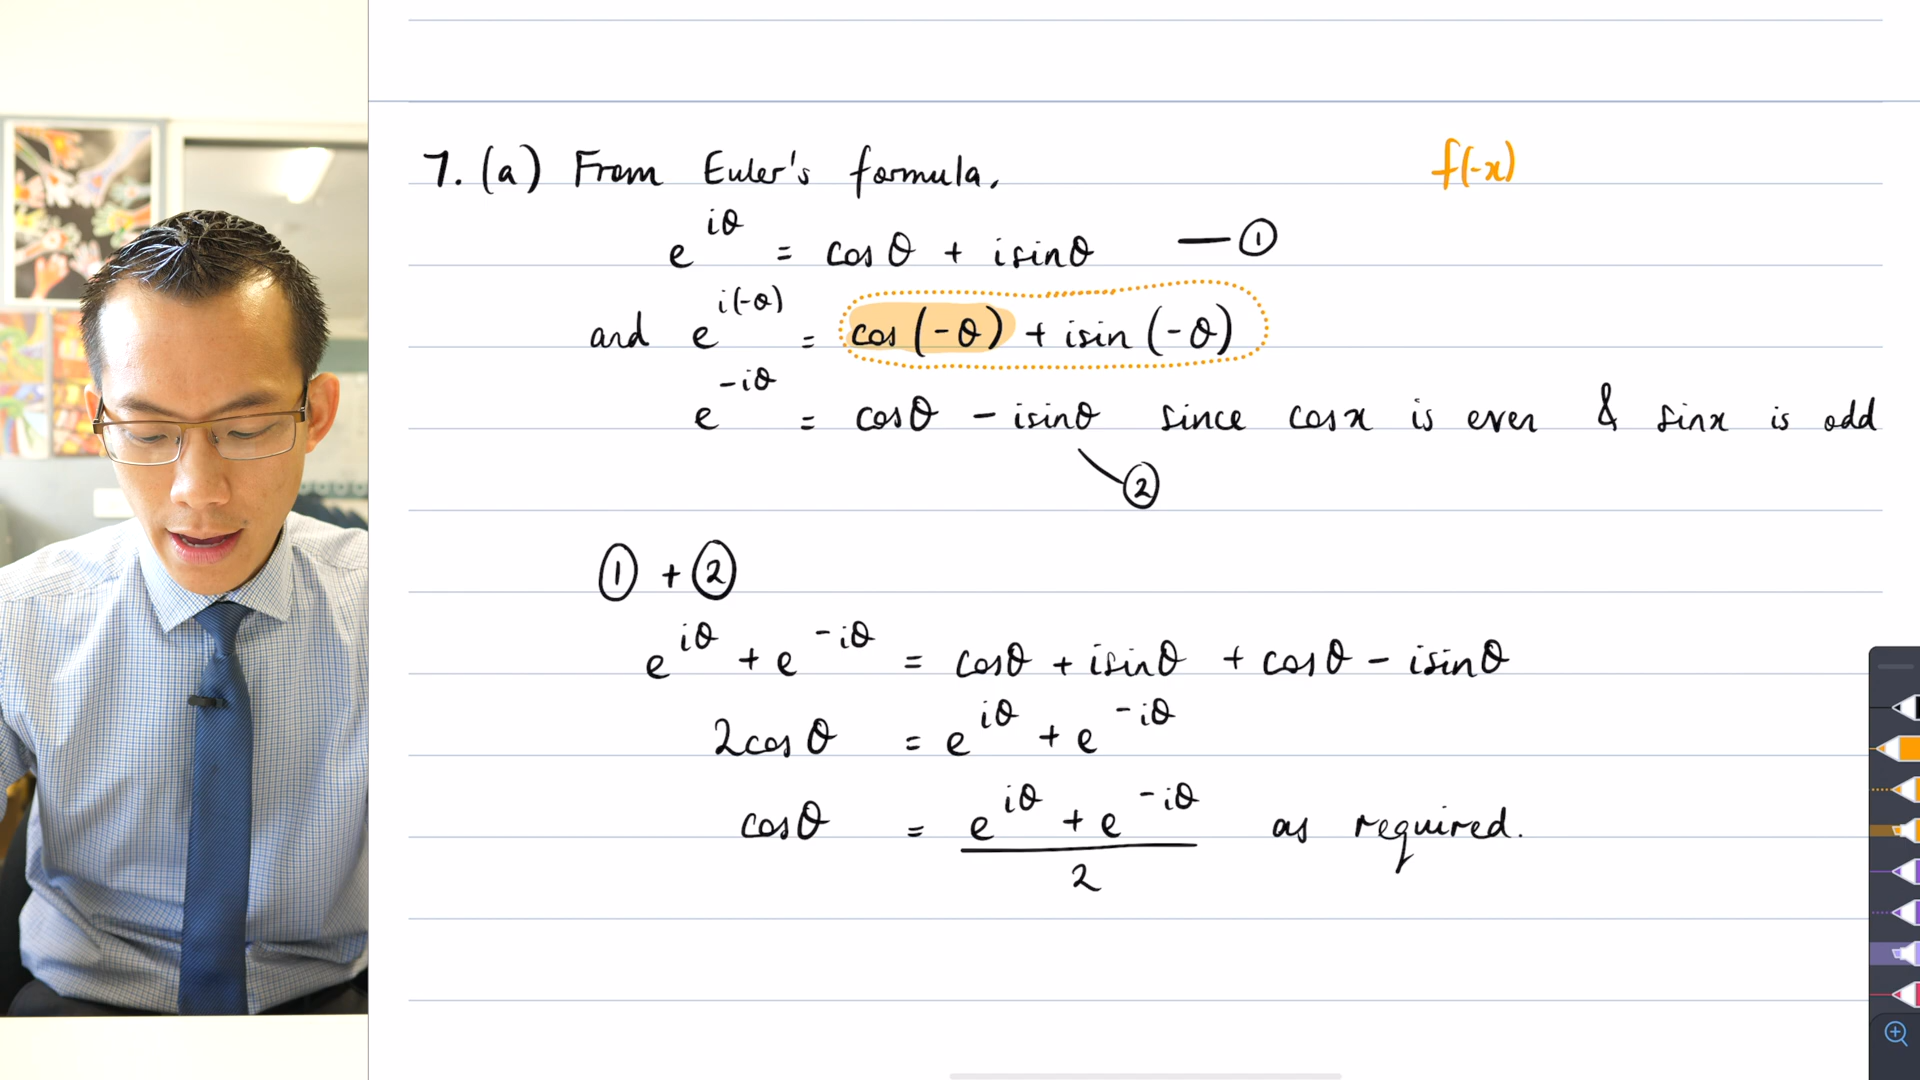 7. (a) From Euler's formula,
f(-x)
e^{iθ} = cosθ + isinθ — ①
and e^{i(-θ)} = cos(-θ) + isin(-θ)
e^{-iθ} = cosθ - isinθ since cosx is even & sinx is odd
②
① + ②
e^{iθ} + e^{-iθ} = cosθ + isinθ + cosθ - isinθ
2cosθ = e^{iθ} + e^{-iθ}
cosθ = \frac{e^{iθ} + e^{-iθ}}{2} as required.